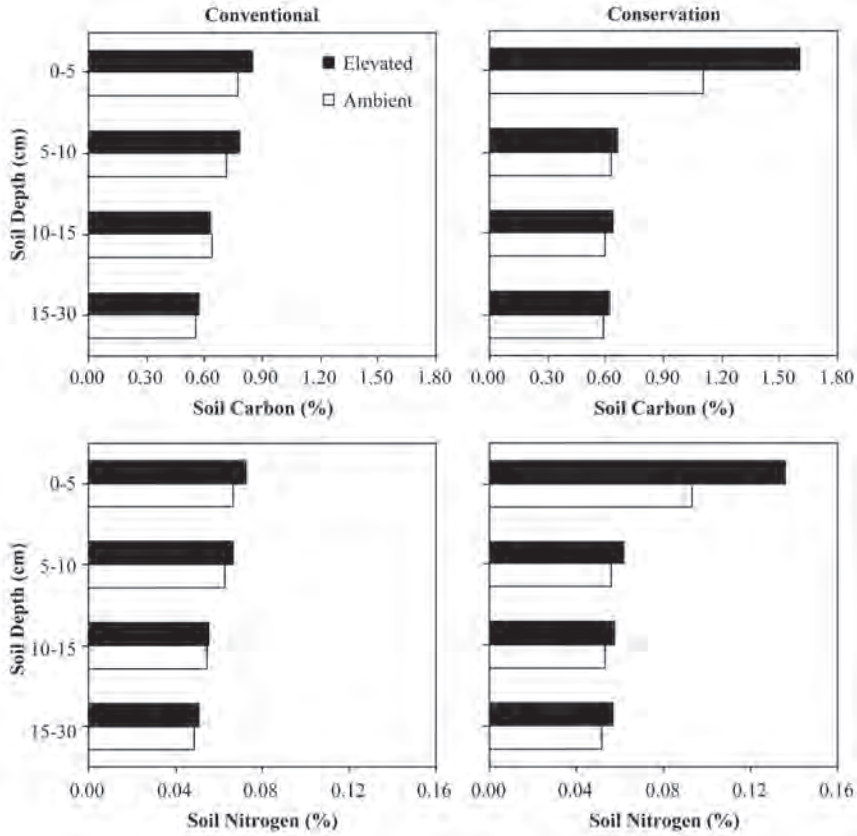 Conventional
Conservation
Soil Depth (cm)
0-5
5-10
10-15
15-30
Elevated
Ambient
0.00 0.30 0.60 0.90 1.20 1.50 1.80
Soil Carbon (%)
0.00 0.30 0.60 0.90 1.20 1.50 1.80
Soil Carbon (%)
Soil Depth (cm)
0-5
5-10
10-15
15-30
0.00 0.04 0.08 0.12 0.16
Soil Nitrogen (%)
0.00 0.04 0.08 0.12 0.16
Soil Nitrogen (%)